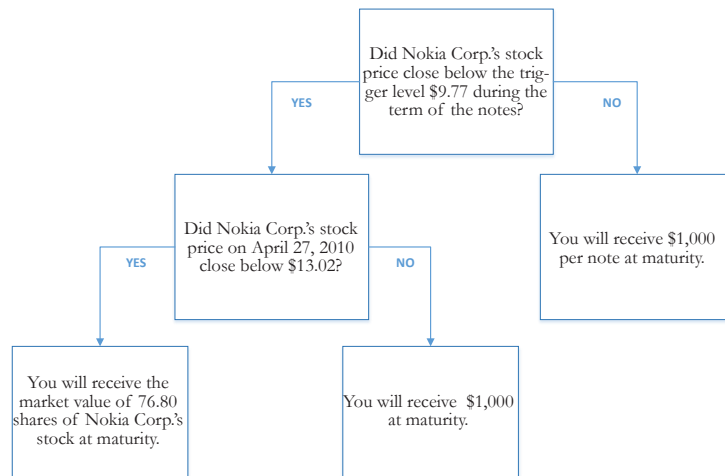 Did Nokia Corp.'s stock
price close below the trig-
ger level $9.77 during the
term of the notes?
YES
NO
Did Nokia Corp.'s stock
price on April 27, 2010
close below $13.02?
You will receive $1,000
per note at maturity.
YES
NO
You will receive the
market value of 76.80
shares of Nokia Corp.'s
stock at maturity.
You will receive $1,000
at maturity.